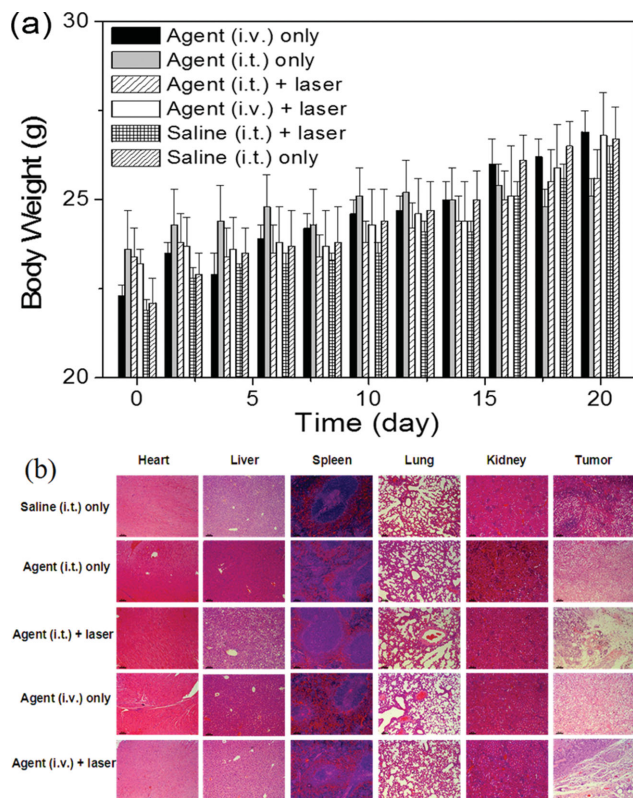 (a)
30
25
20
Body Weight (g)
Agent (i.v.) only
Agent (i.t.) only
Agent (i.t.) + laser
Agent (i.v.) + laser
Saline (i.t.) + laser
Saline (i.t.) only
0 5 10 15 20
Time (day)
(b)
Heart Liver Spleen Lung Kidney Tumor
Saline (i.t.) only
Agent (i.t.) only
Agent (i.t.) + laser
Agent (i.v.) only
Agent (i.v.) + laser